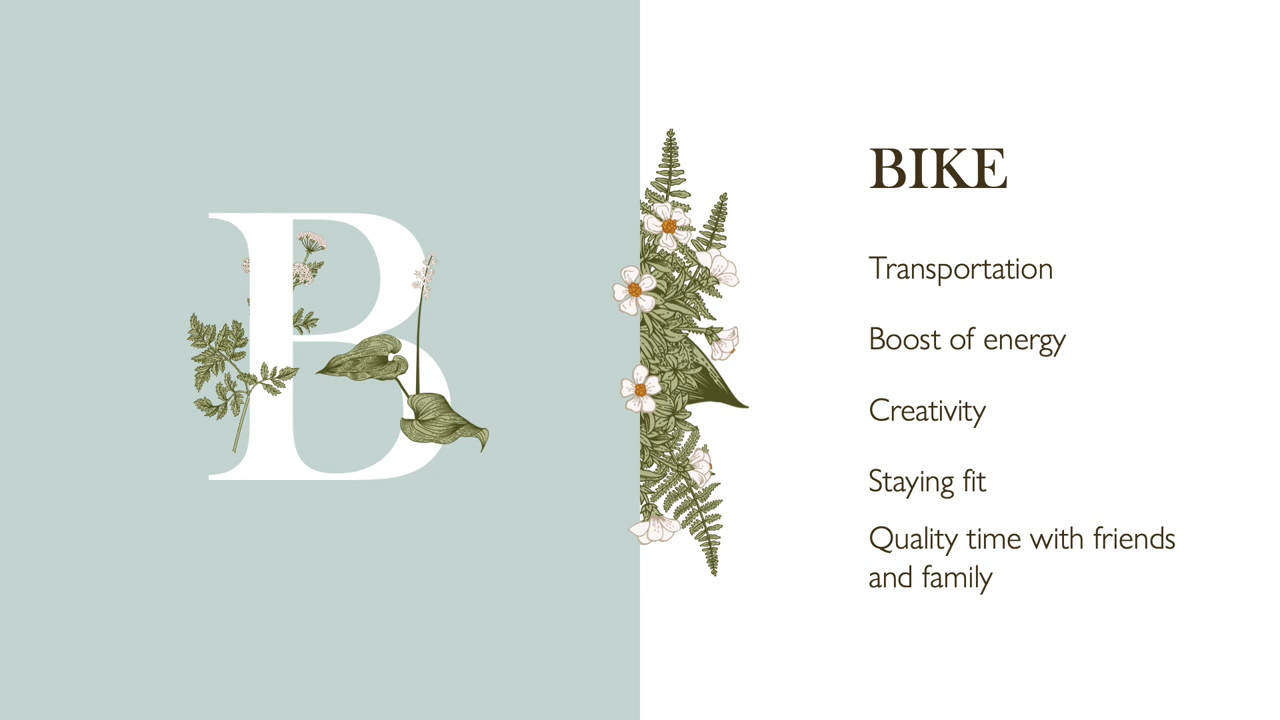 B
BIKE
Transportation
Boost of energy
Creativity
Staying fit
Quality time with friends
and family